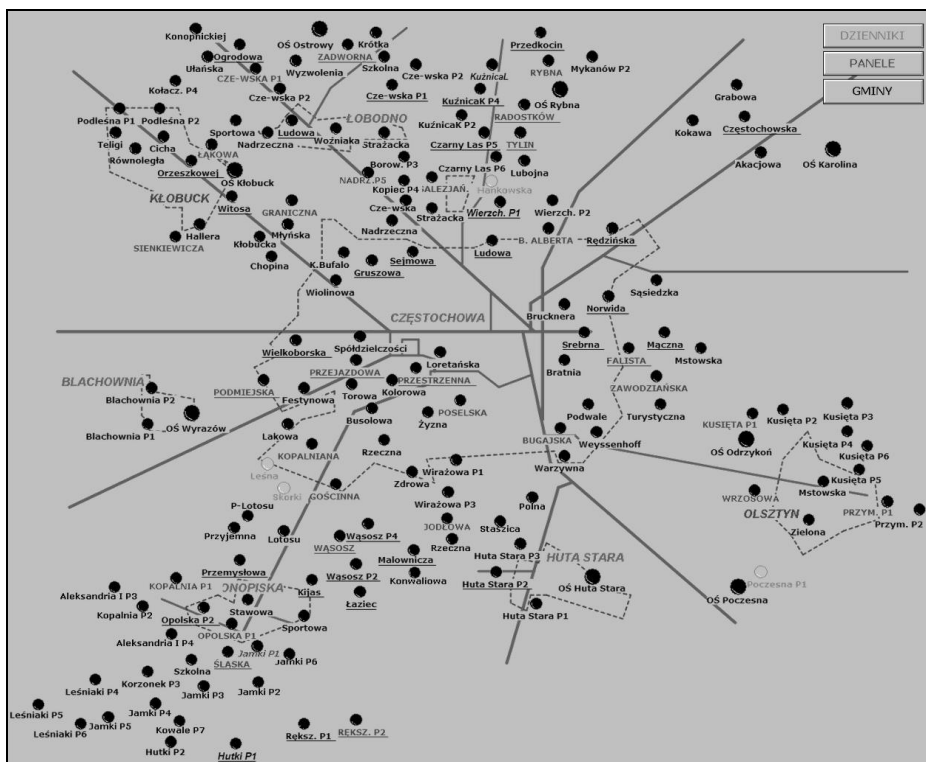 Konopnickiej
OŚ Ostrowy
Krótka
Przedkocin
DZIENNIKI
Ogrodowa
ZADWORNA
Ułańska
CZE-WSKA P1
Wyzwolenia
Szkolna
Cze-wska P2
KuźnicaL
RYBNA
Mykanów P2
PANELE
Kołacz. P4
Cze-wska P2
Cze-wska P1
KuźnicaK P4
OŚ Rybna
Grabowa
GMINY
Podleśna P1
Podleśna P2
ŁOBODNO
RADOSTKÓW
KuźnicaK P2
Kokawa
Częstochowska
Teligi
Cicha
Sportowa
Nadrzeczna
Ludowa
Woźniaka
Strażacka
Czarny Las P5
TYLIN
Równoległa
ŁĄKOWA
Borow. P3
Czarny Las P6
Lubojna
Akacjowa
OŚ Karolina
Orzeszkowej
OŚ Kłobuck
NADRZ.P5
Kopiec P4
GALEZJAŃ
Hankowska
KŁOBUCK
Witosa
GRANICZNA
Cze-wska
Strażacka
Wierzch. P1
Wierzch. P2
Hallera
Młyńska
Nadrzeczna
SIENKIEWICZA
Kłobucka
Ludowa
B. ALBERTA
Rędzińska
Chopina
K.Bufalo
Gruszowa
Sejmowa
Wiolinowa
Sąsiedzka
CZĘSTOCHOWA
Brucknera
Norwida
Wielkoborska
Spółdzielczości
Srebrna
Mączna
Loretańska
Bratnia
FALISTA
Mstowska
BLACHOWNIA
PRZEJAZDOWA
PRZESTRZENNA
ZAWODZIAŃSKA
Blachownia P2
PODMIEJSKA
Festynowa
Torowa
Kolorowa
OŚ Wyrazów
Busołowa
Żyzna
POSELSKA
Podwale
Turystyczna
KUSIĘTA P1
Kusięta P2
Kusięta P3
Blachownia P1
Lakowa
BUGAJSKA
Weyssenhoff
OŚ Odrzykoń
Kusięta P4
KOPALNIANA
Rzeczna
Warzywna
Kusięta P6
Leśna
Zdrowa
Wirażowa P1
Kusięta P5
Skorki
GOŚCINNA
Mstowska
WRZOSOWA
P-Lotosu
Wirażowa P3
Polna
OLSZTYN
PRZYM. P1
Przyjemna
Lotosu
Wąsosz P4
JODŁOWA
Staszica
Zielona
Przym. P2
WĄSOSZ
Rzeczna
Przemysłowa
Malownicza
Huta Stara P3
HUTA STARA
KOPALNIA P1
Wąsosz P2
Konwaliowa
Huta Stara P2
OŚ Huta Stara
Poczesna P1
Aleksandria I P3
ONOPISKA
Kijas
Łaziec
OŚ Poczesna
Kopalnia P2
Opolska P2
Stawowa
Sportowa
Huta Stara P1
Aleksandria I P4
OPOLSKA P1
Szkolna
ŚLĄSKA
Jamki P1
Jamki P6
Korzonek P3
Leśniaki P4
Jamki P3
Jamki P2
Leśniaki P5
Jamki P4
Leśniaki P6
Jamki P5
Kowale P7
Rększ. P1
RĘKSZ. P2
Hutki P2
Hutki P1